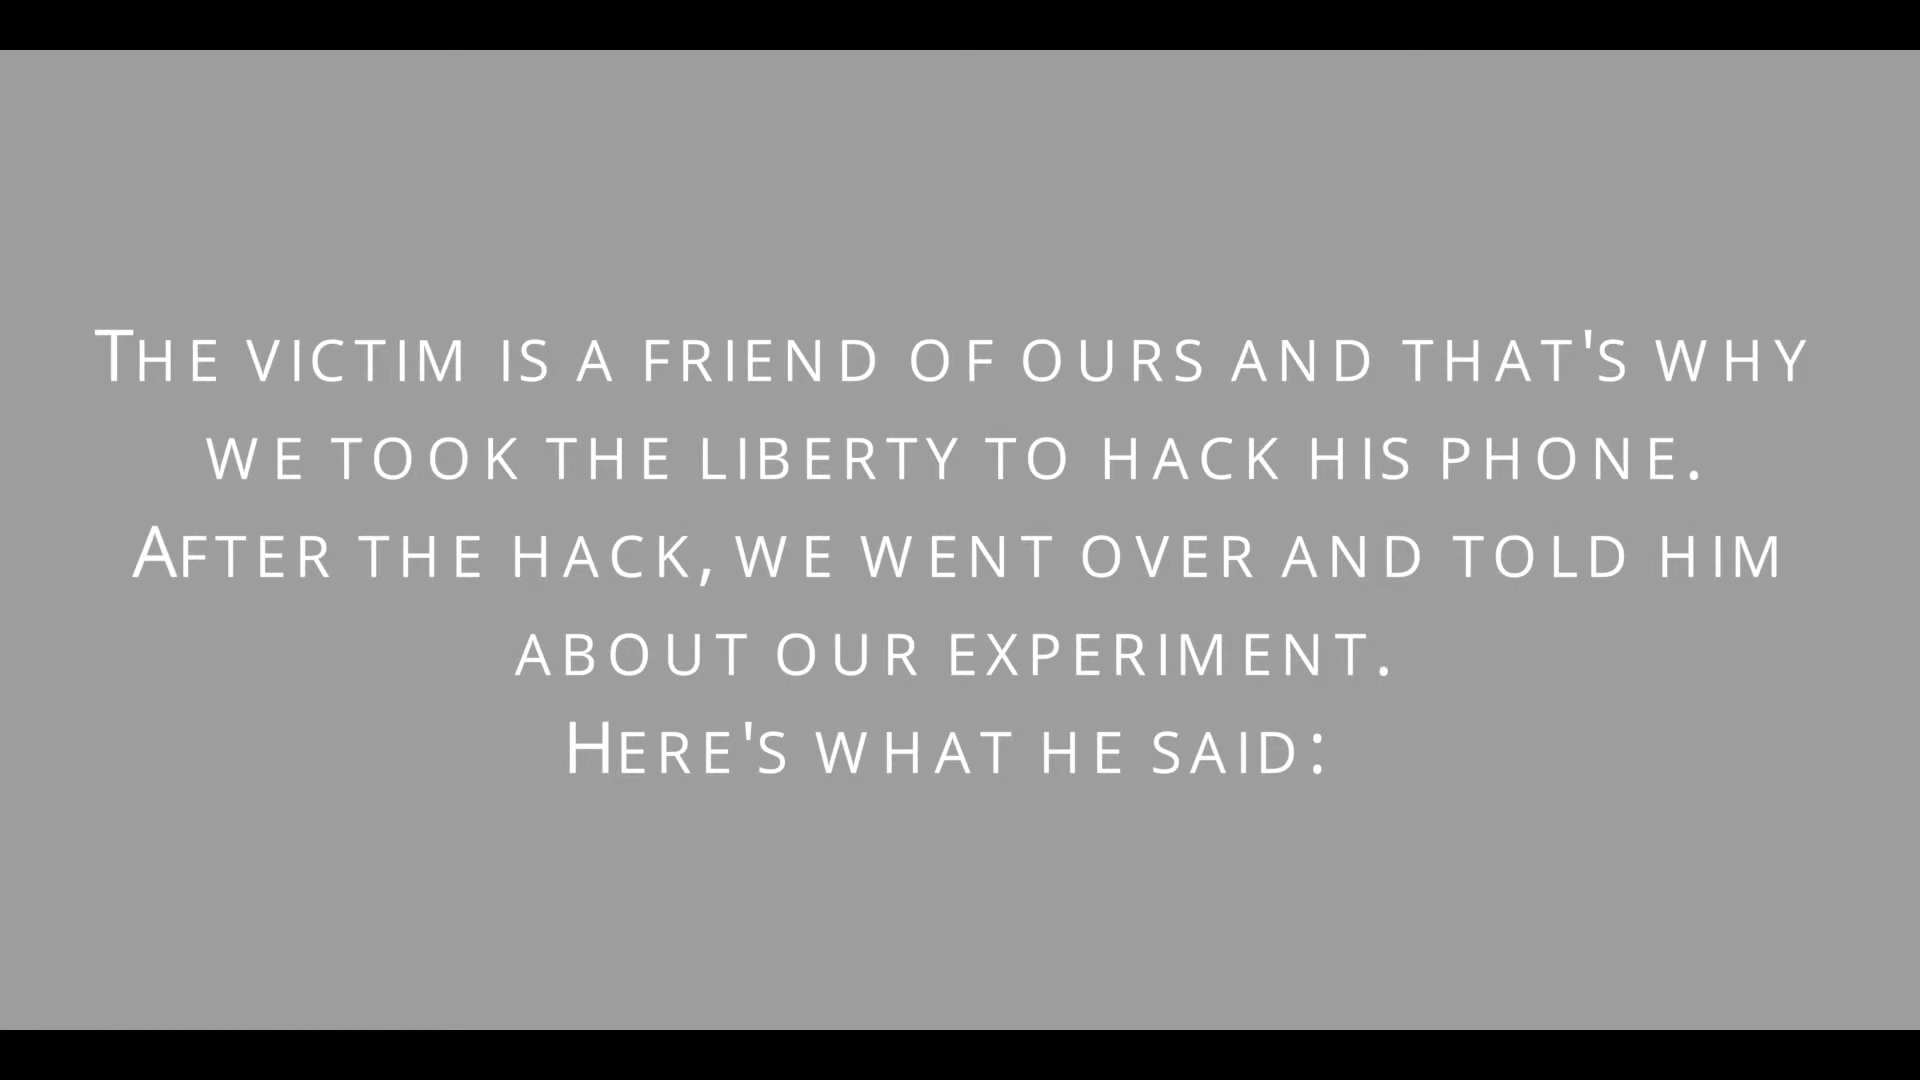 The victim is a friend of ours and that's why
we took the liberty to hack his phone.
After the hack, we went over and told him
about our experiment.
Here's what he said: